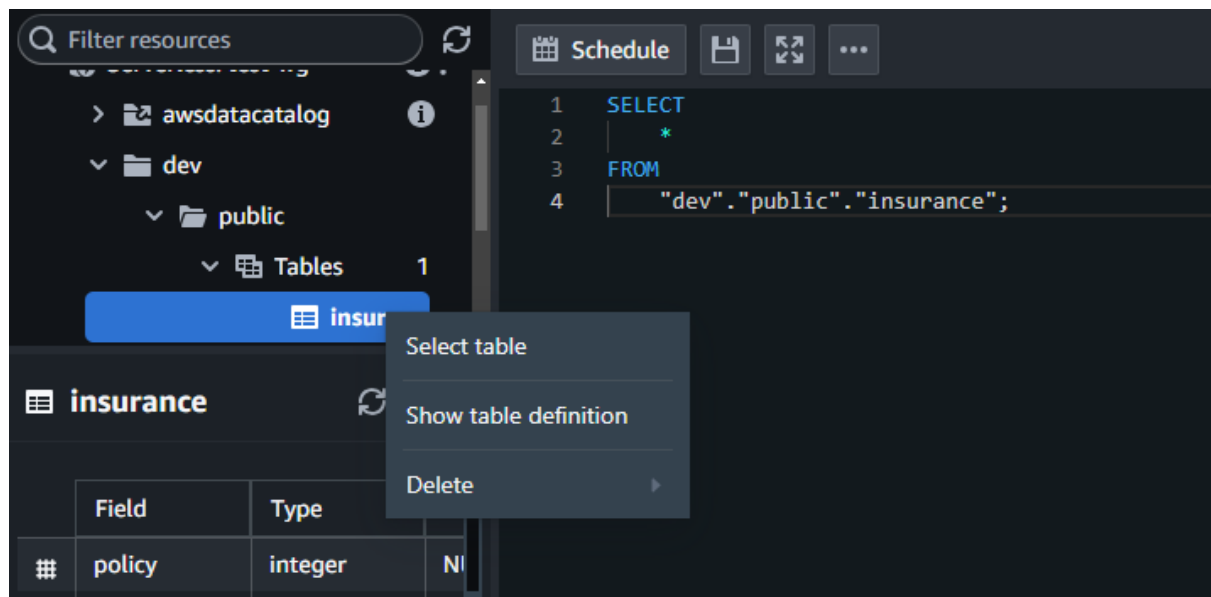 Filter resources
awsdatacatalog
dev
public
Tables 1
insur
insurance
Field Type
policy integer
Select table
Show table definition
Delete
Schedule
1 SELECT
2 *
3 FROM
4 "dev"."public"."insurance";